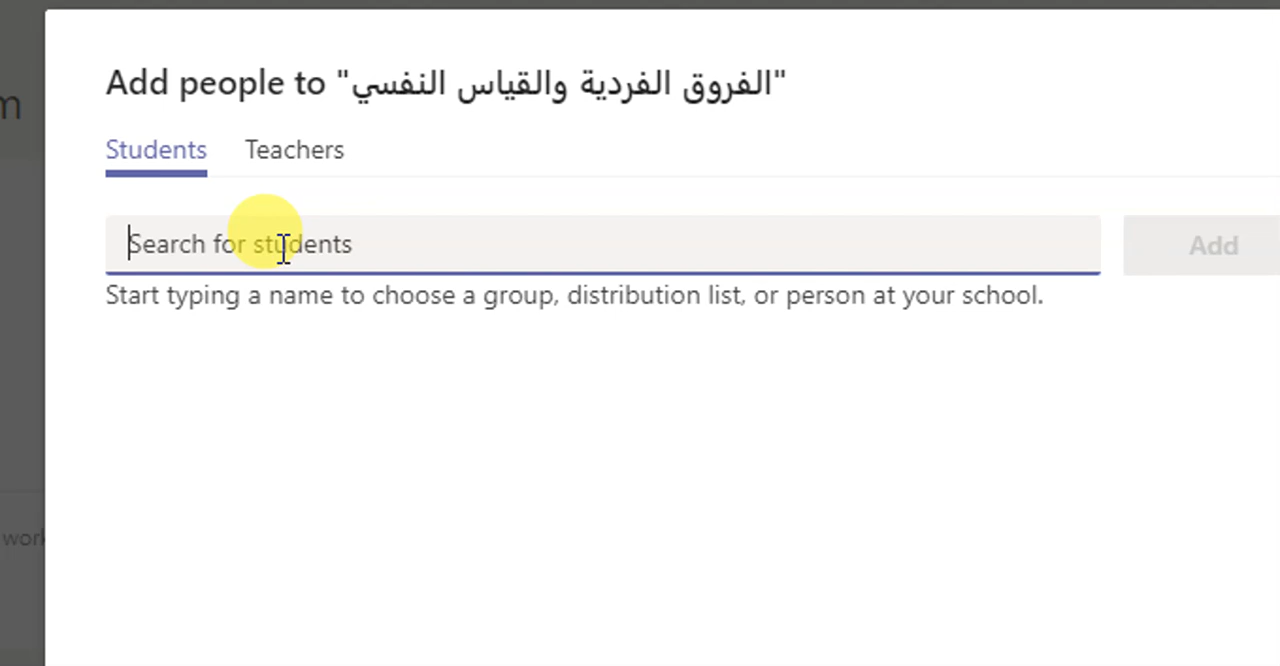 Add people to "الفروق الفردية والقياس النفسي"
m
Students Teachers
Search for students Add
Start typing a name to choose a group, distribution list, or person at your school.
work